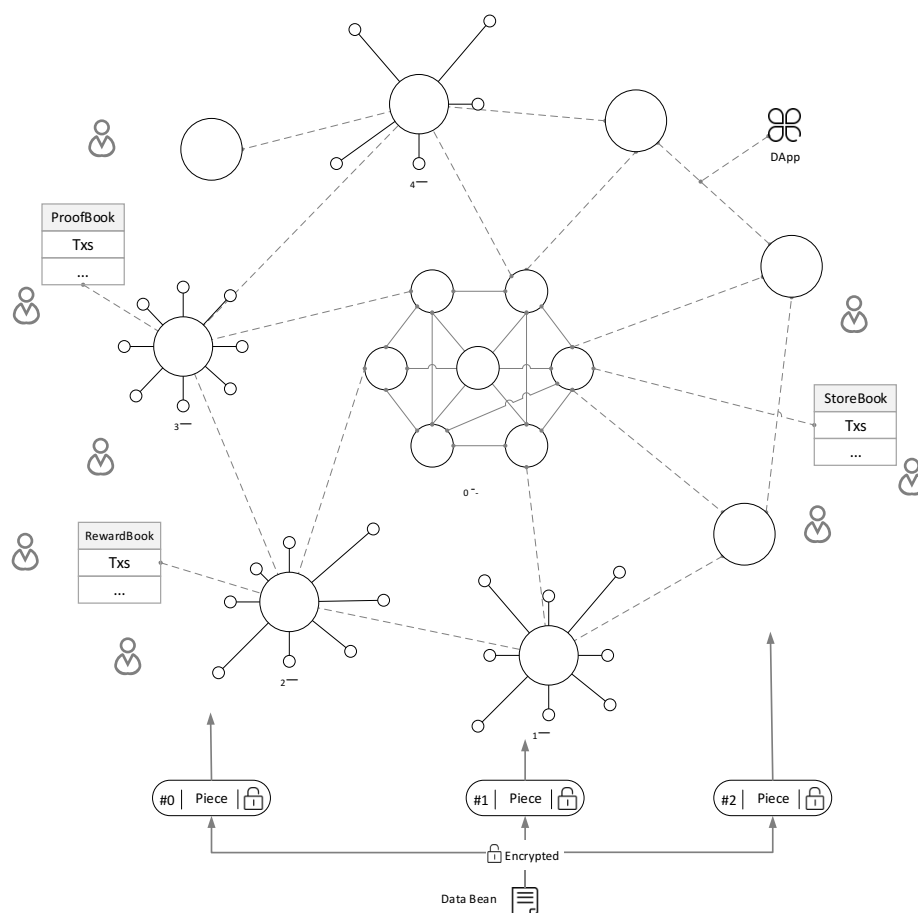 4
DApp
ProofBook
Txs
...
StoreBook
Txs
...
3
0
RewardBook
Txs
...
2
1
#0 | Piece |
#1 | Piece |
#2 | Piece |
Encrypted
Data Bean